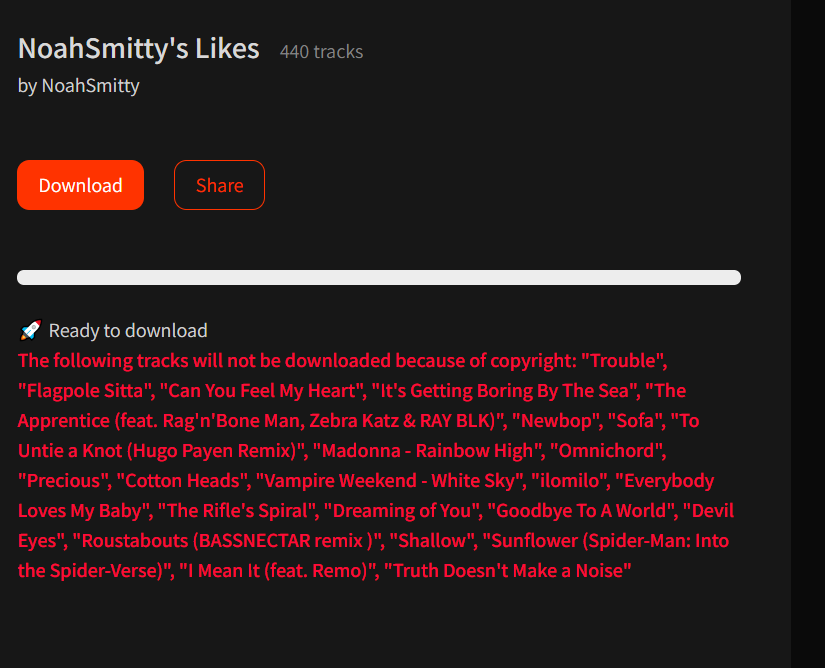 NoahSmitty's Likes 440 tracks
by NoahSmitty
Download Share
🚀 Ready to download
The following tracks will not be downloaded because of copyright: "Trouble",
"Flagpole Sitta", "Can You Feel My Heart", "It's Getting Boring By The Sea", "The
Apprentice (feat. Rag'n'Bone Man, Zebra Katz & RAY BLK)", "Newbop", "Sofa", "To
Untie a Knot (Hugo Payen Remix)", "Madonna - Rainbow High", "Omnichord",
"Precious", "Cotton Heads", "Vampire Weekend - White Sky", "ilomilo", "Everybody
Loves My Baby", "The Rifle's Spiral", "Dreaming of You", "Goodbye To A World", "Devil
Eyes", "Roustabouts (BASSNECTAR remix )", "Shallow", "Sunflower (Spider-Man: Into
the Spider-Verse)", "I Mean It (feat. Remo)", "Truth Doesn't Make a Noise"